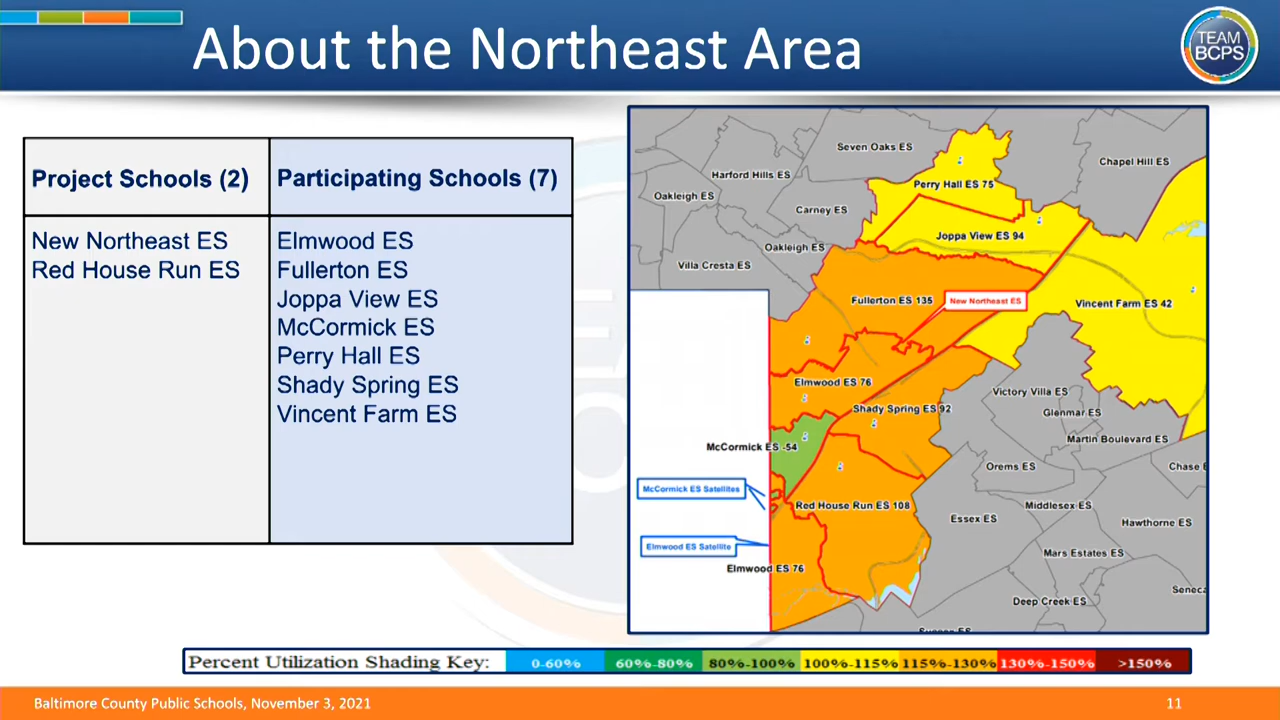 About the Northeast Area
TEAM
BCPS
Project Schools (2)
Participating Schools (7)
New Northeast ES
Red House Run ES
Elmwood ES
Fullerton ES
Joppa View ES
McCormick ES
Perry Hall ES
Shady Spring ES
Vincent Farm ES
Seven Oaks ES
Chapel Hill ES
Harford Hills ES
Perry Hall ES 75
Oakleigh ES
Carney ES
Joppa View ES 94
Oakleigh ES
Villa Cresta ES
Fullerton ES 135
New Northeast ES
Vincent Farm ES 42
Elmwood ES 76
Victory Villa ES
Shady Spring ES 92
Glenmar ES
McCormick ES -54
Martin Boulevard ES
Orems ES
Chase E
McCormick ES Satellites
Red House Run ES 108
Middlesex ES
Essex ES
Hawthorne ES
Elmwood ES Satellite
Mars Estates ES
Elmwood ES 76
Seneca
Deep Creek ES
Percent Utilization Shading Key:
0-60%
60%-80%
80%-100%
100%-115%
115%-130%
130%-150%
>150%
Baltimore County Public Schools, November 3, 2021
11